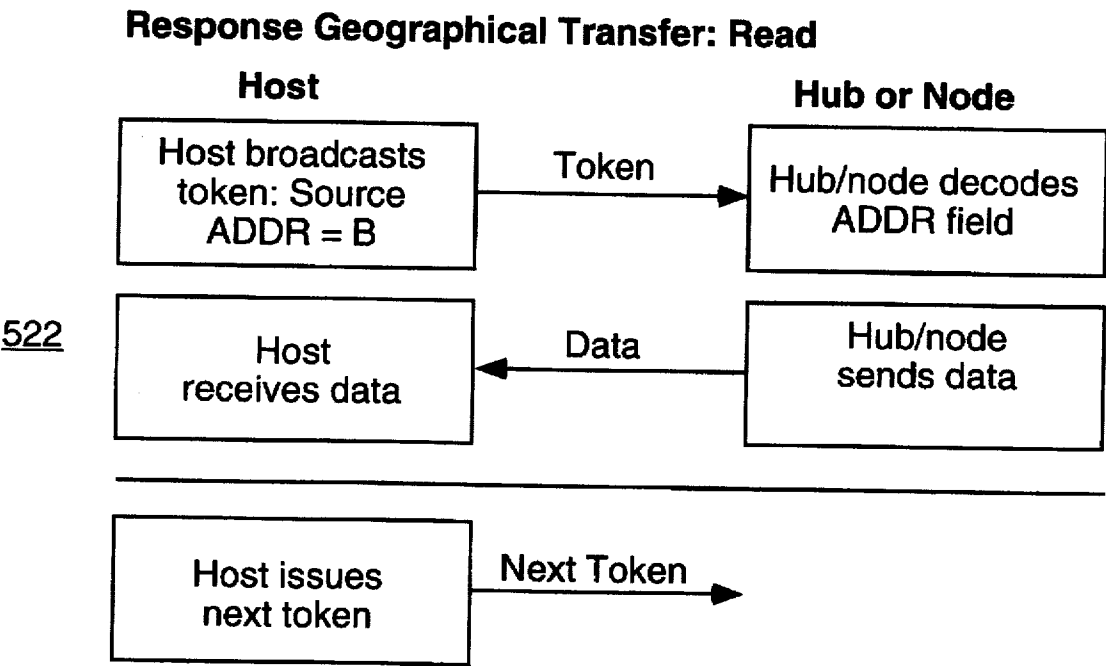 Response Geographical Transfer: Read
Host
Hub or Node
Host broadcasts
token: Source
ADDR = B
Token
Hub/node decodes
ADDR field
522
Host
receives data
Data
Hub/node
sends data
Host issues
next token
Next Token